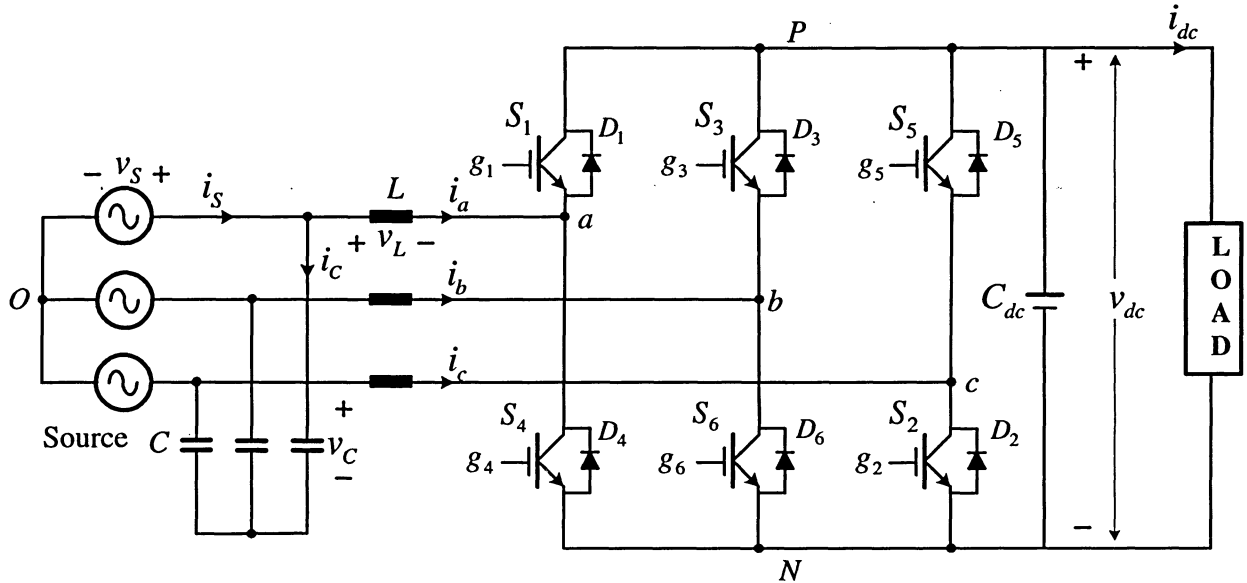 P
i_dc
+
S_1
D_1
g_1
S_3
D_3
g_3
S_5
D_5
g_5
- v_S +
i_S
L
i_a
a
+ v_L -
i_C
O
i_b
b
C_dc
v_dc
LOAD
i_c
c
Source
C
+
v_C
-
S_4
D_4
g_4
S_6
D_6
g_6
S_2
D_2
g_2
-
N